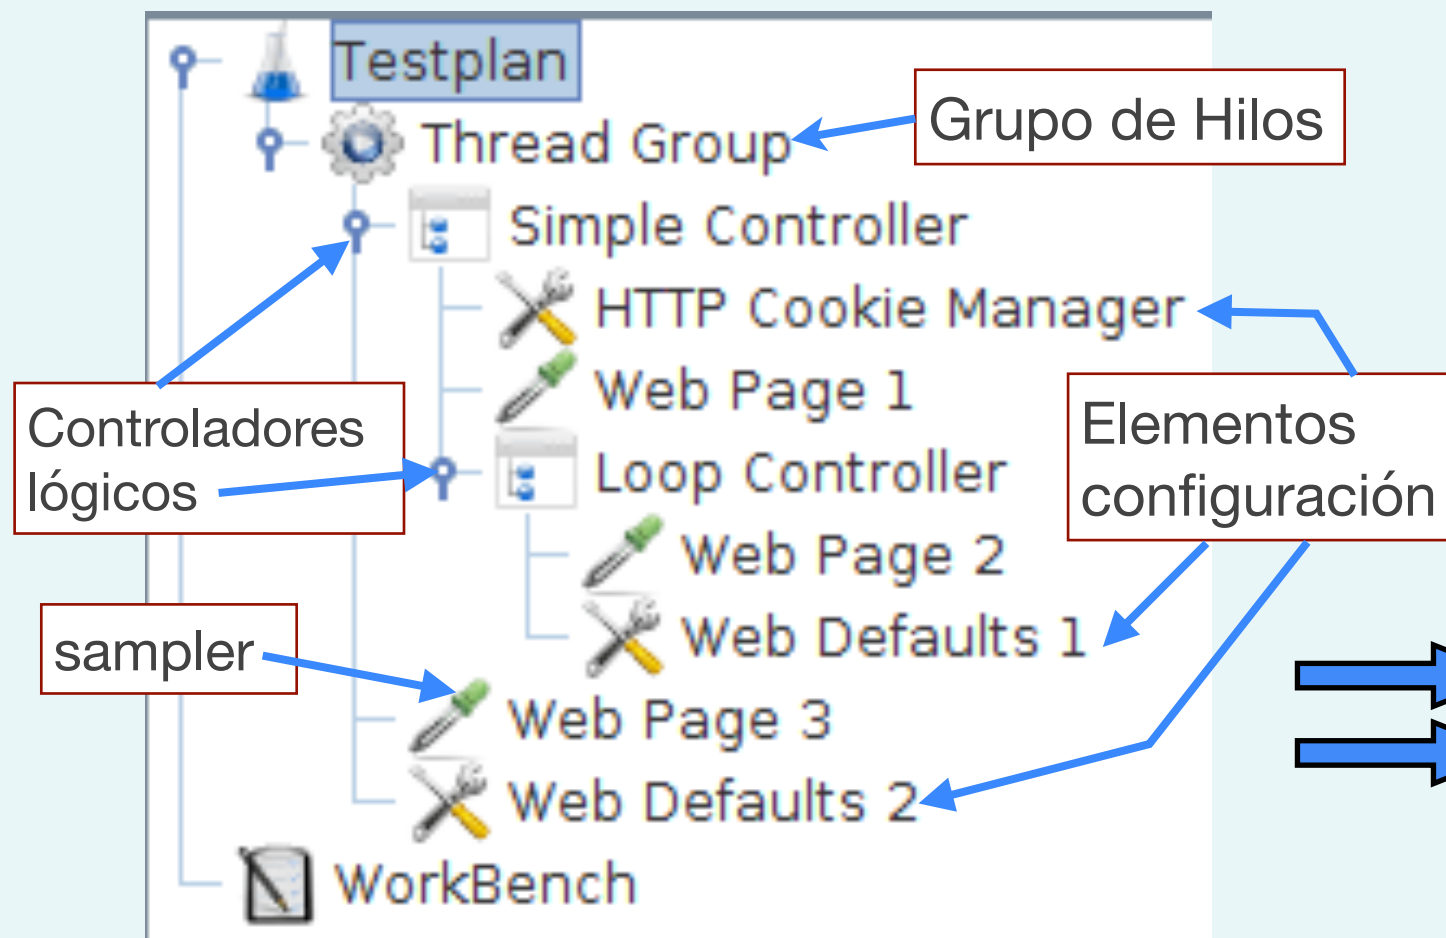 Testplan
Grupo de Hilos
Thread Group
Simple Controller
HTTP Cookie Manager
Web Page 1
Controladores
lógicos
Elementos
configuración
Loop Controller
Web Page 2
sampler
Web Defaults 1
Web Page 3
Web Defaults 2
WorkBench